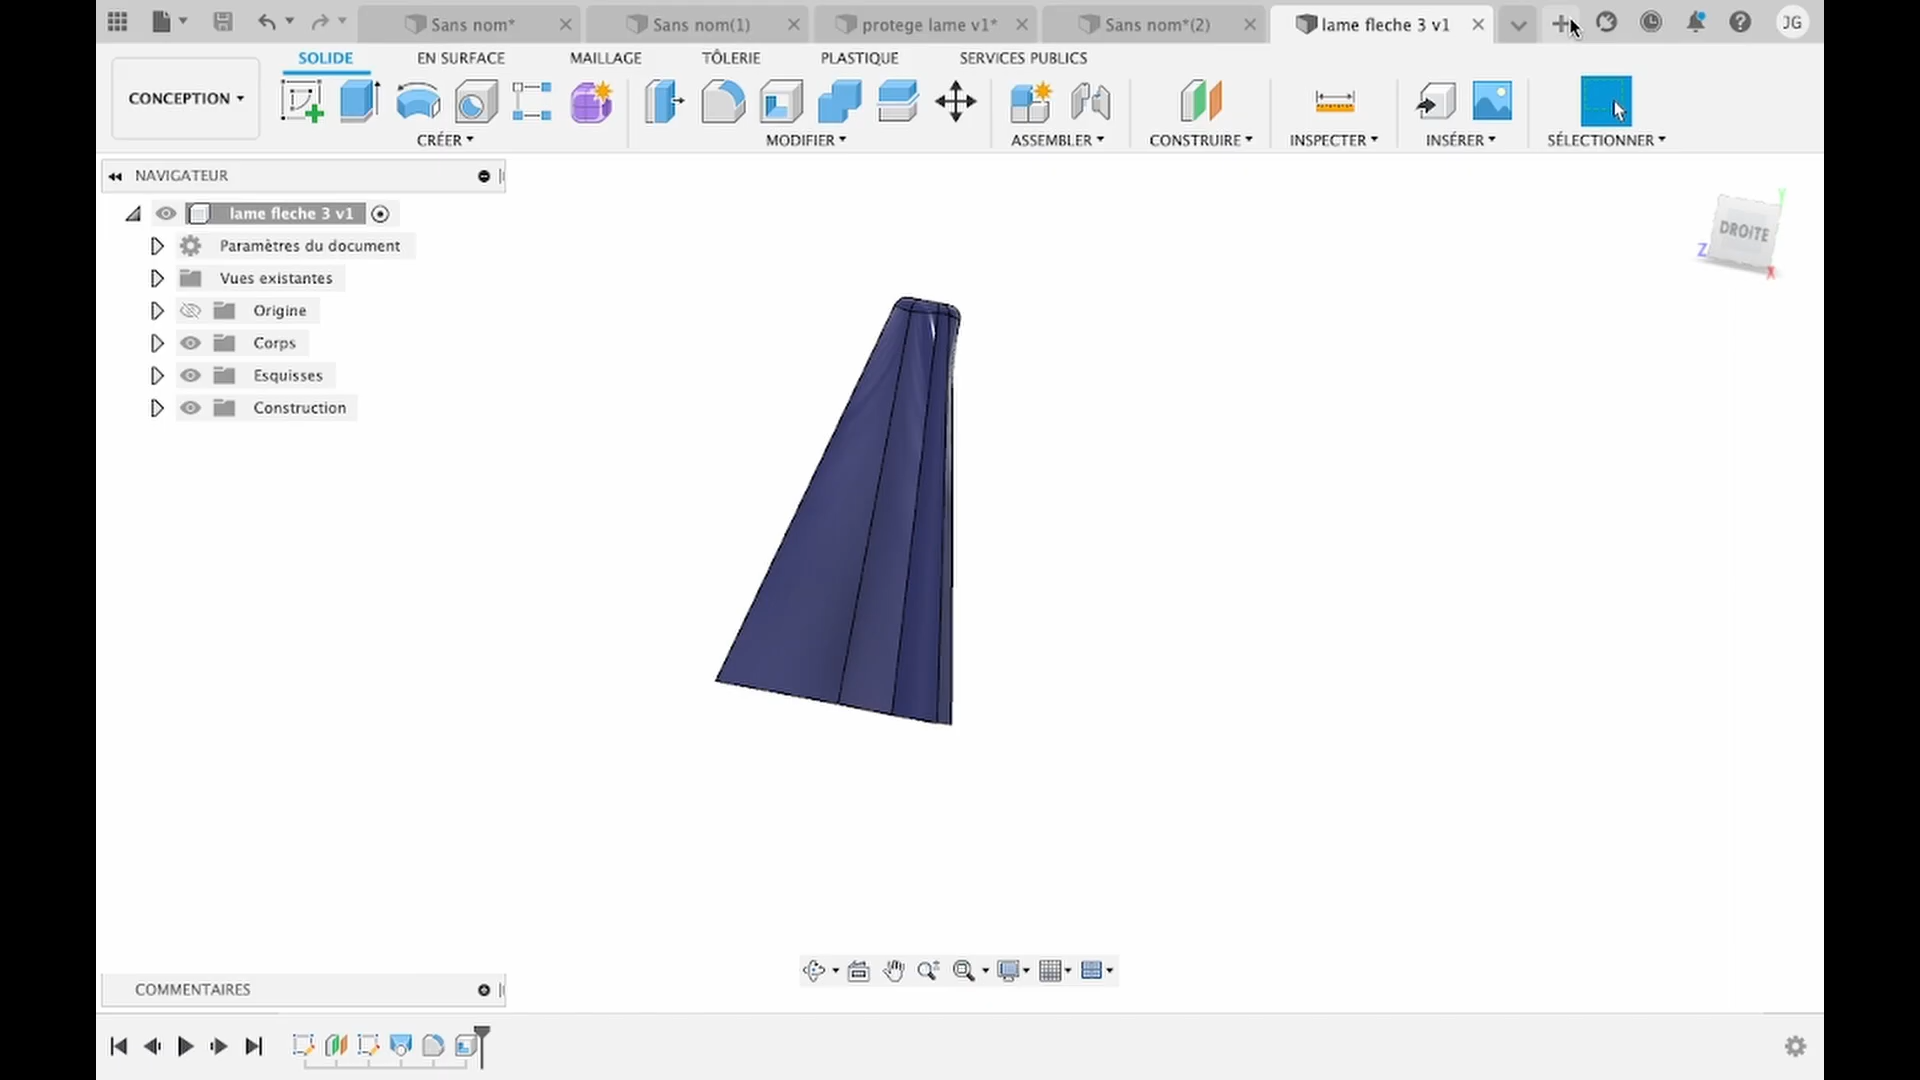 Sans nom*
Sans nom(1)
protege lame v1*
Sans nom*(2)
lame fleche 3 v1
JG
CONCEPTION
SOLIDE
EN SURFACE
MAILLAGE
TÔLERIE
PLASTIQUE
SERVICES PUBLICS
CRÉER
MODIFIER
ASSEMBLER
CONSTRUIRE
INSPECTER
INSÉRER
SÉLECTIONNER
NAVIGATEUR
lame fleche 3 v1
Paramètres du document
Vues existantes
Origine
Corps
Esquisses
Construction
Y
DROITE
Z
X
COMMENTAIRES